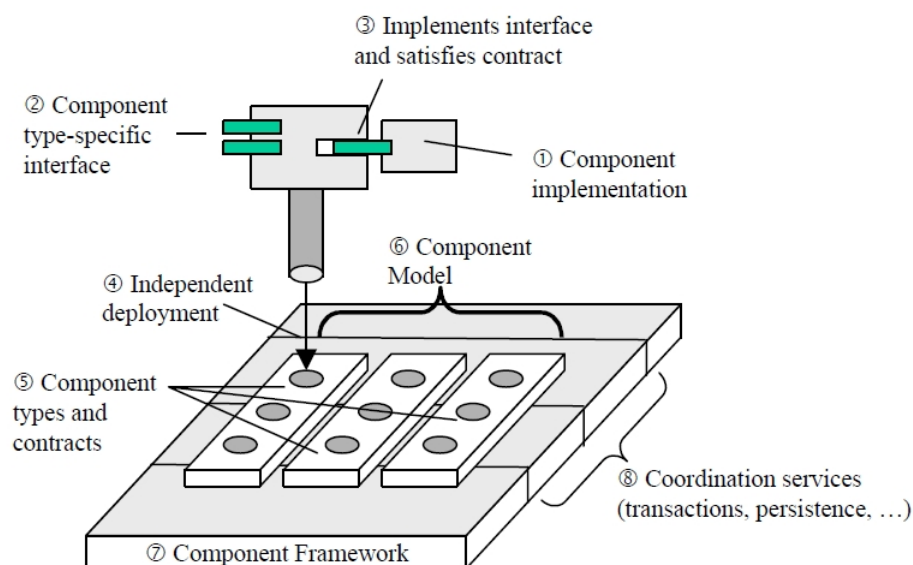 ③ Implements interface
and satisfies contract
② Component
type-specific
interface
① Component
implementation
⑥ Component
Model
④ Independent
deployment
⑤ Component
types and
contracts
⑧ Coordination services
(transactions, persistence, …)
⑦ Component Framework